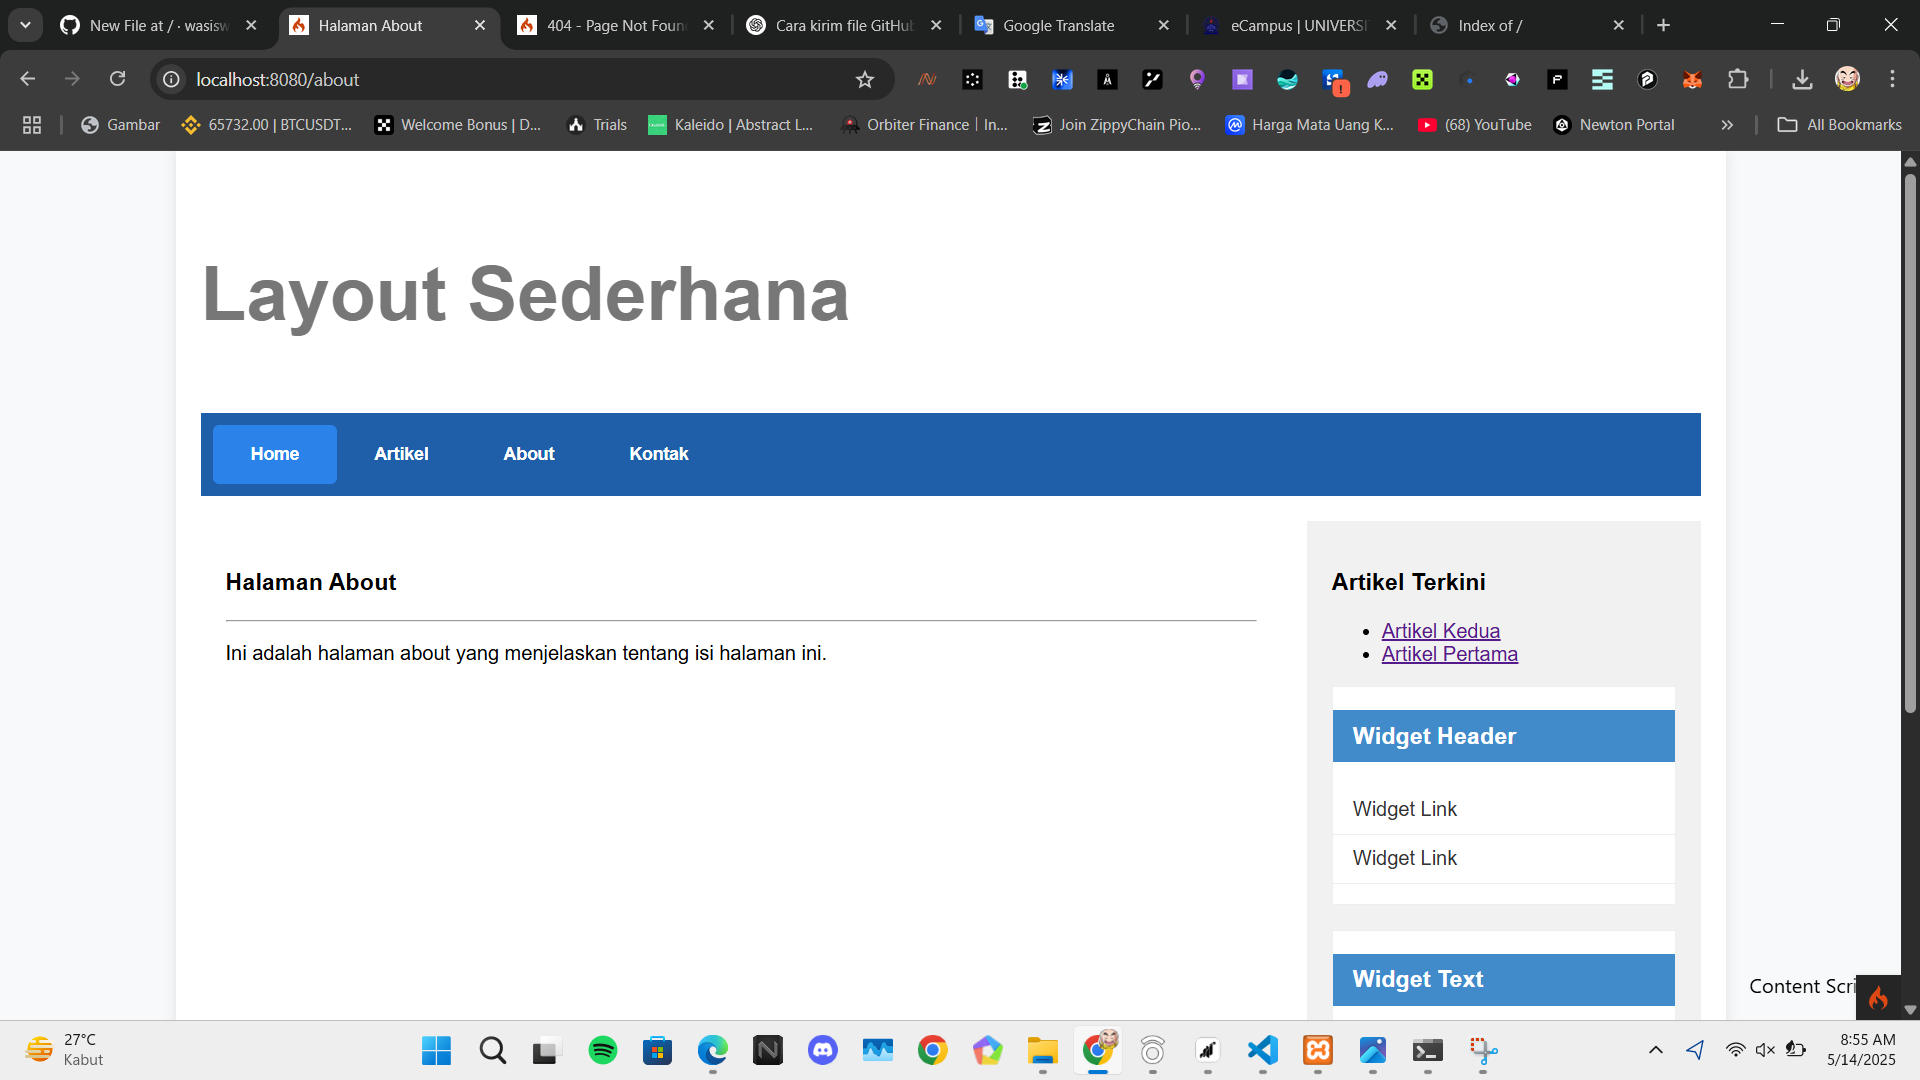 New File at / · wasisw
Halaman About
404 - Page Not Foun
Cara kirim file GitHub
Google Translate
eCampus | UNIVERSI
Index of /
localhost:8080/about
Gambar
65732.00 | BTCUSDT...
Welcome Bonus | D...
Trials
Kaleido | Abstract L...
Orbiter Finance | In...
Join ZippyChain Pio...
Harga Mata Uang K...
(68) YouTube
Newton Portal
All Bookmarks
Layout Sederhana
Home
Artikel
About
Kontak
Halaman About
Ini adalah halaman about yang menjelaskan tentang isi halaman ini.
Artikel Terkini
Artikel Kedua
Artikel Pertama
Widget Header
Widget Link
Widget Link
Widget Text
Content Scri
27°C
Kabut
8:55 AM
5/14/2025